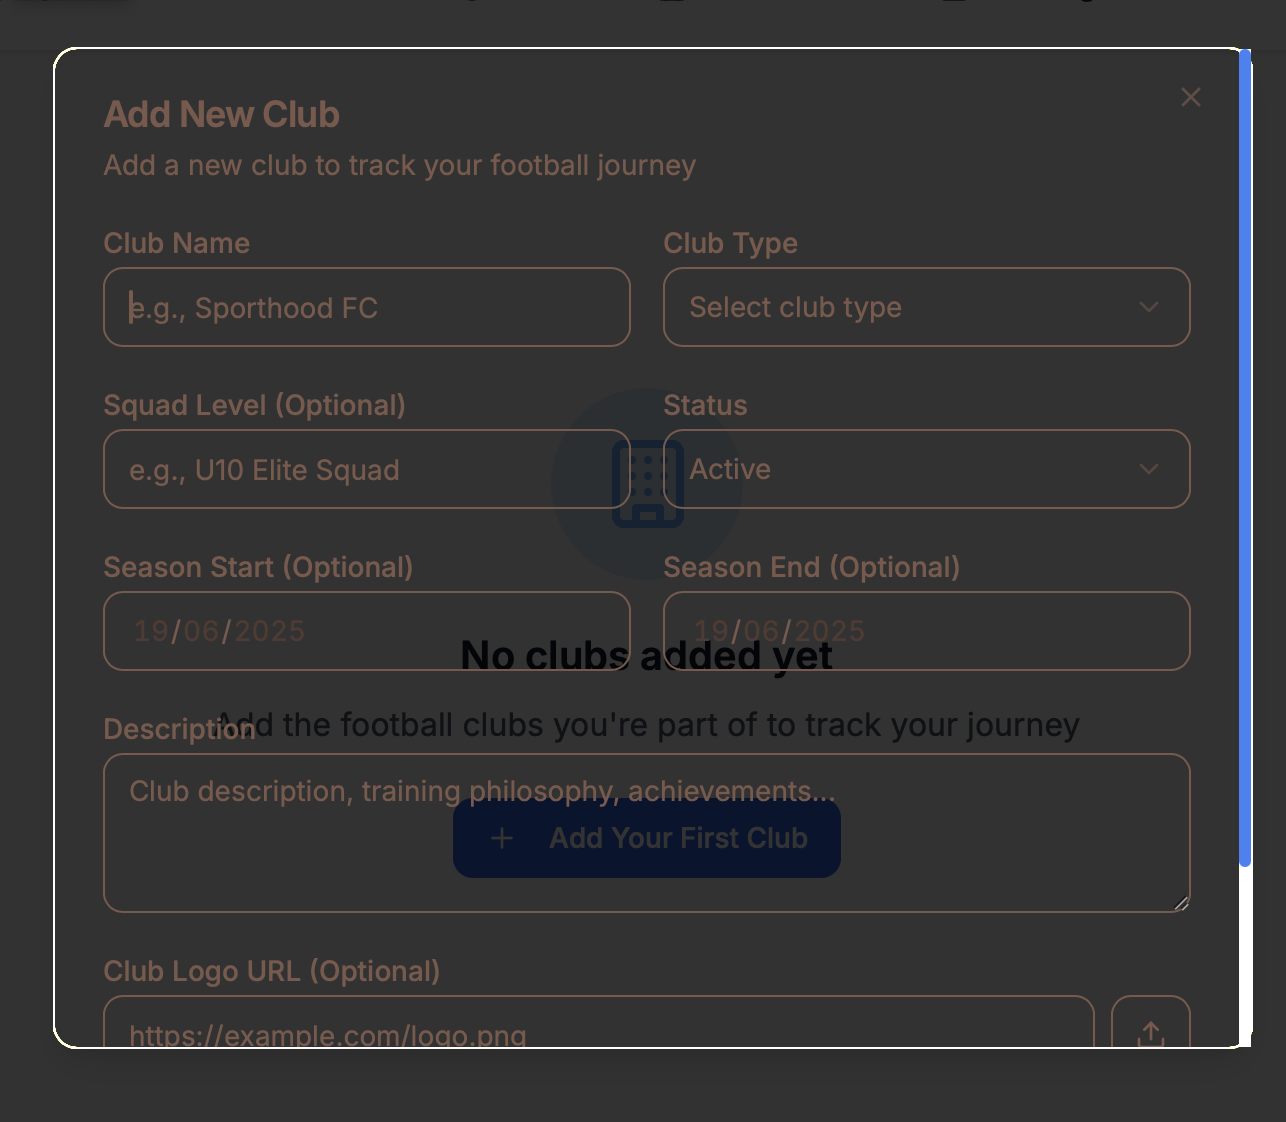 Add New Club
Add a new club to track your football journey
Club Name
Club Type
e.g., Sporthood FC
Select club type
Squad Level (Optional)
Status
e.g., U10 Elite Squad
Active
Season Start (Optional)
Season End (Optional)
19/06/2025
19/06/2025
No clubs added yet
Add the football clubs you're part of to track your journey
Description
Club description, training philosophy, achievements...
+ Add Your First Club
Club Logo URL (Optional)
https://example.com/logo.png